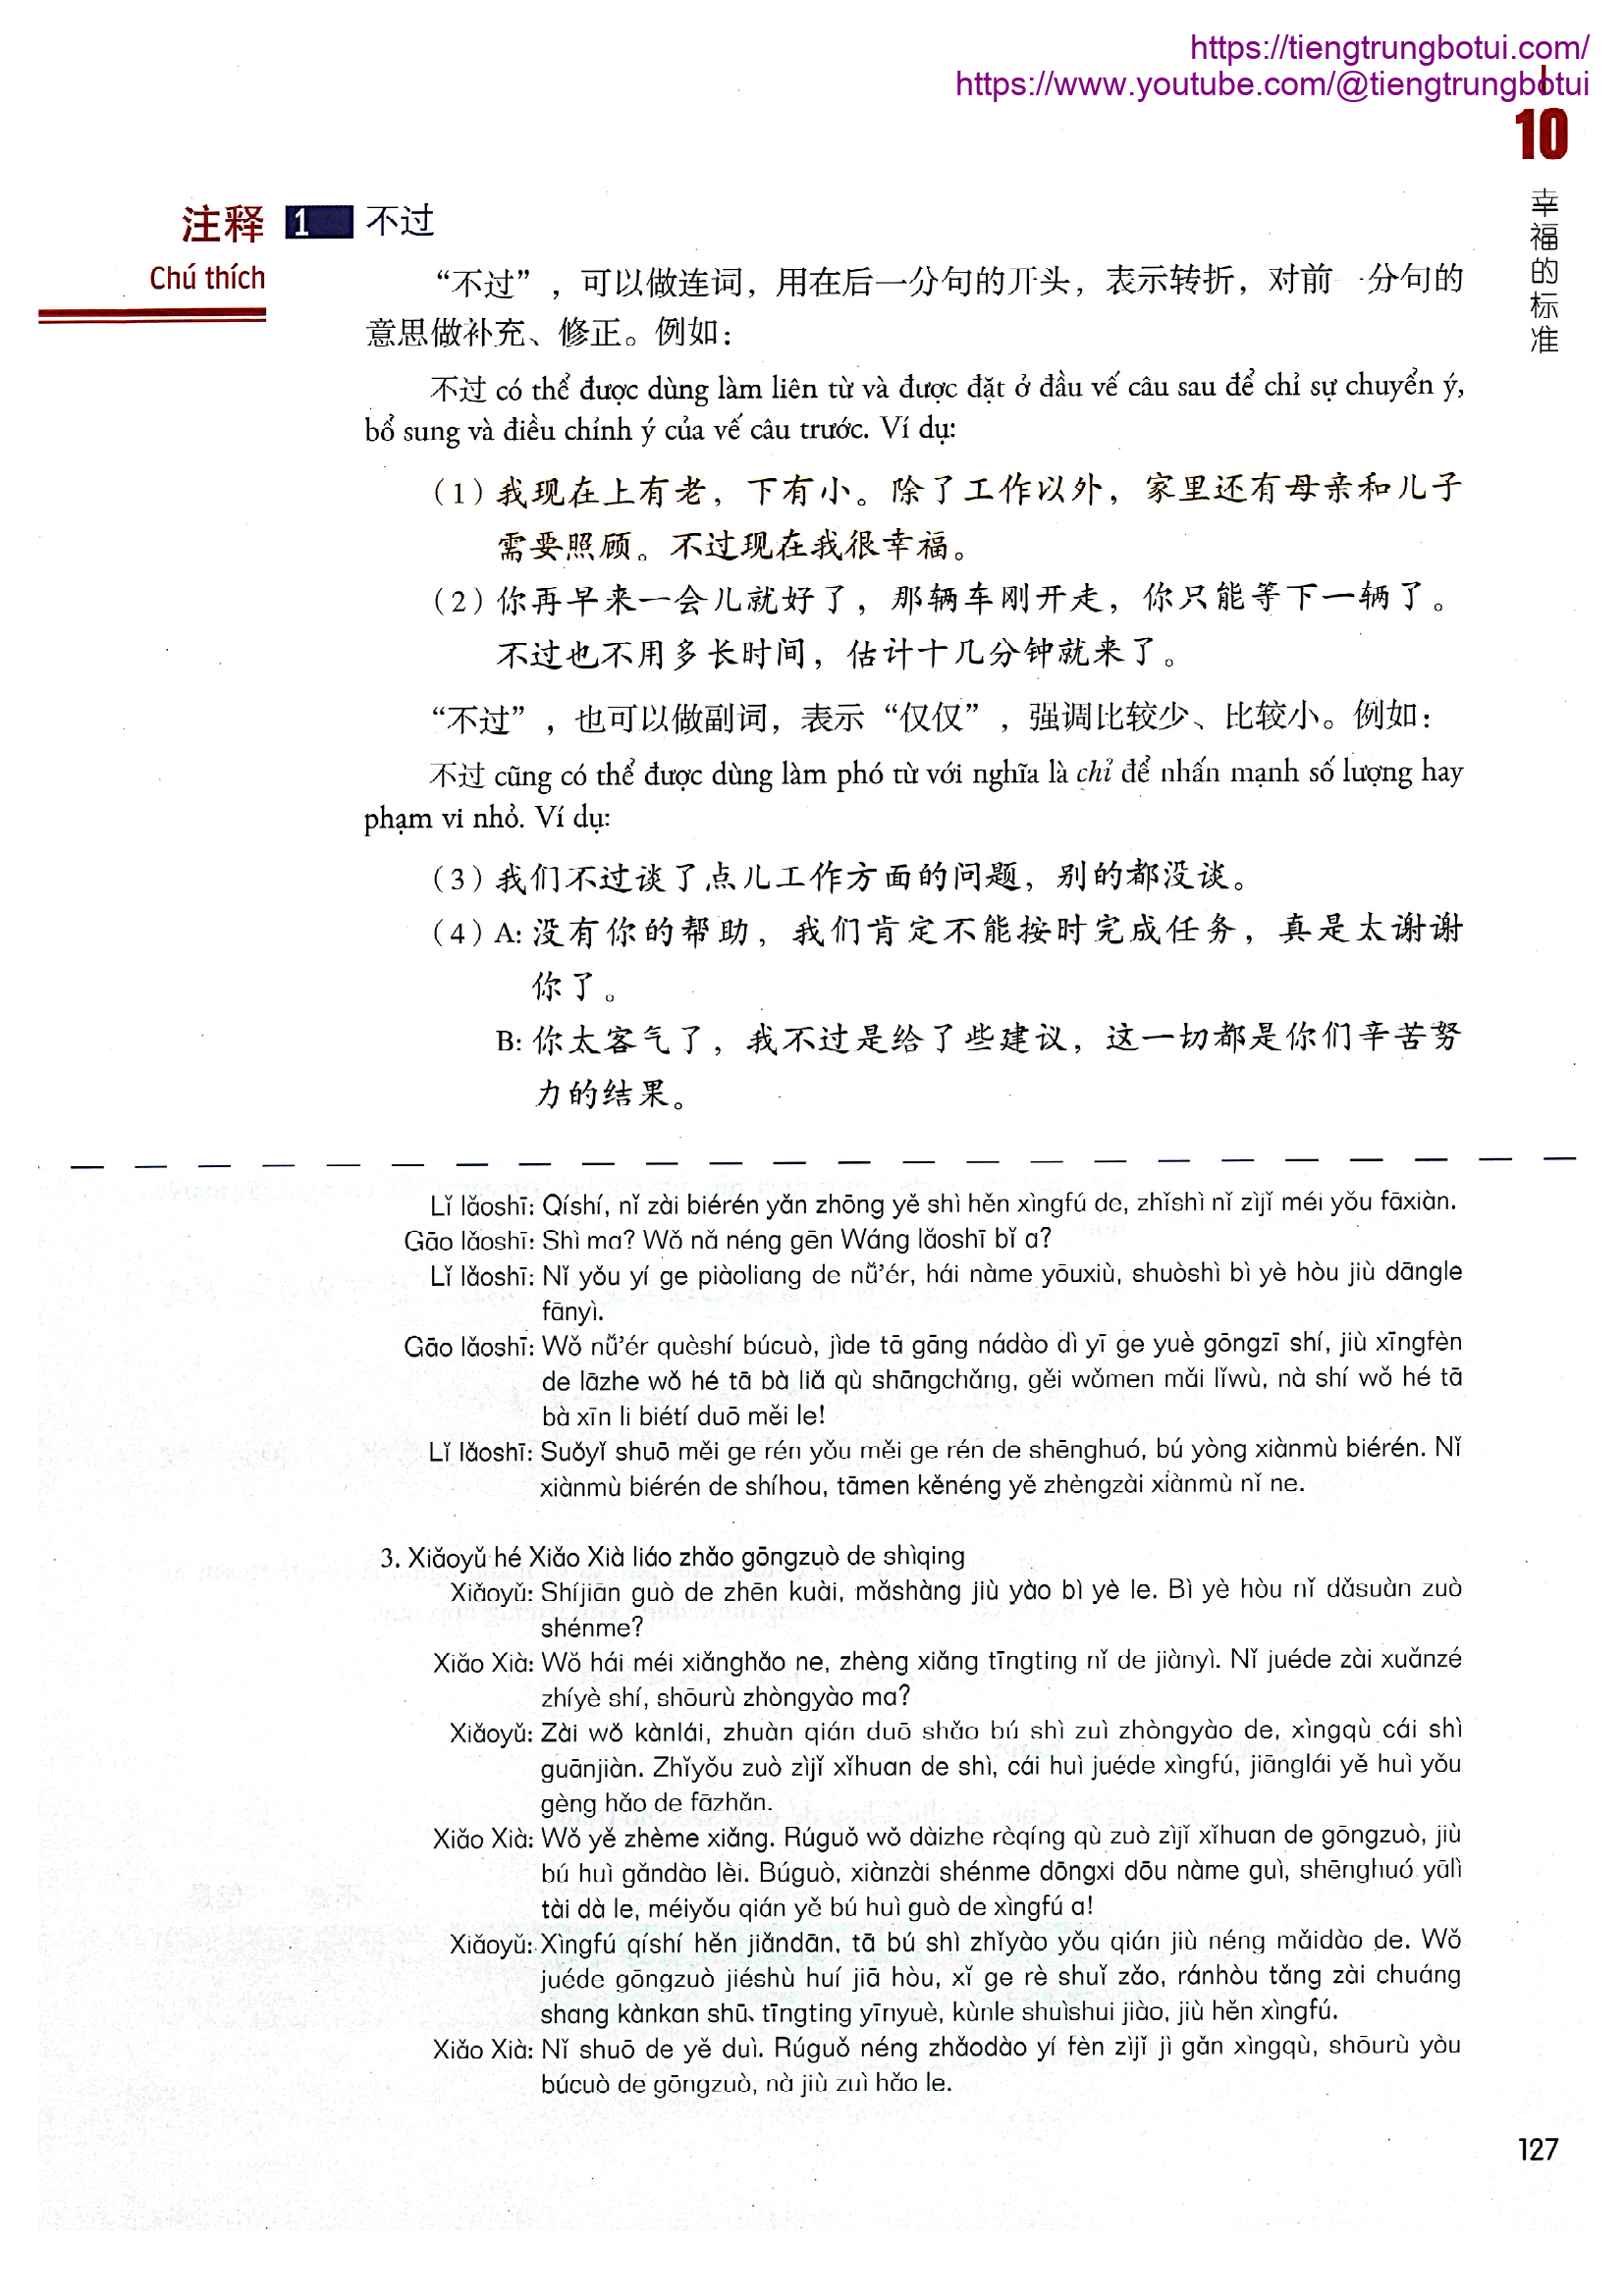 https://tiengtrungbotui.com/
https://www.youtube.com/@tiengtrungbotui
10
幸福的标准
注释 1 不过
Chú thích
“不过”，可以做连词，用在后一分句的开头，表示转折，对前一分句的
意思做补充、修正。例如：
不过 có thể được dùng làm liên từ và được đặt ở đầu vế câu sau để chỉ sự chuyển ý,
bổ sung và điều chỉnh ý của vế câu trước. Ví dụ:
（1）我现在上有老，下有小。除了工作以外，家里还有母亲和儿子
需要照顾。不过现在我很幸福。
（2）你再早来一会儿就好了，那辆车刚开走，你只能等下一辆了。
不过也不用多长时间，估计十几分钟就来了。
“不过”，也可以做副词，表示“仅仅”，强调比较少、比较小。例如：
不过 cũng có thể được dùng làm phó từ với nghĩa là chỉ để nhấn mạnh số lượng hay
phạm vi nhỏ. Ví dụ:
（3）我们不过谈了点儿工作方面的问题，别的都没谈。
（4）A: 没有你的帮助，我们肯定不能按时完成任务，真是太谢谢
你了。
B: 你太客气了，我不过是给了些建议，这一切都是你们辛苦努
力的结果。
Lǐ lǎoshī: Qíshí, nǐ zài biérén yǎn zhōng yě shì hěn xìngfú de, zhǐshì nǐ zìjǐ méi yǒu fāxiàn.
Gāo lǎoshī: Shì ma? Wǒ nǎ néng gēn Wáng lǎoshī bǐ a?
Lǐ lǎoshī: Nǐ yǒu yí ge piàoliang de nǚ’ér, hái nàme yōuxiù, shuòshì bì yè hòu jiù dāngle
fānyì.
Gāo lǎoshī: Wǒ nǚ’ér quèshí búcuò, jìde tā gāng nádào dì yī ge yuè gōngzī shí, jiù xīngfèn
de lāzhe wǒ hé tā bà liǎ qù shāngchǎng, gěi wǒmen mǎi lǐwù, nà shí wǒ hé tā
bà xīn li biétí duō měi le!
Lǐ lǎoshī: Suǒyǐ shuō měi ge rén yǒu měi ge rén de shēnghuó, bú yòng xiànmù biérén. Nǐ
xiànmù biérén de shíhou, tāmen kěnéng yě zhèngzài xiànmù nǐ ne.
3. Xiǎoyǔ hé Xiǎo Xià liáo zhǎo gōngzuò de shìqing
Xiǎoyǔ: Shíjiān guò de zhēn kuài, mǎshàng jiù yào bì yè le. Bì yè hòu nǐ dǎsuàn zuò
shénme?
Xiǎo Xià: Wǒ hái méi xiǎnghǎo ne, zhèng xiǎng tīngting nǐ de jiànyì. Nǐ juéde zài xuǎnzé
zhíyè shí, shōurù zhòngyào ma?
Xiǎoyǔ: Zài wǒ kànlái, zhuàn qián duō shǎo bú shì zuì zhòngyào de, xìngqù cái shì
guānjiàn. Zhǐyǒu zuò zìjǐ xǐhuan de shì, cái huì juéde xìngfú, jiānglái yě huì yǒu
gèng hǎo de fāzhǎn.
Xiǎo Xià: Wǒ yě zhème xiǎng. Rúguǒ wǒ dàizhe rèqíng qù zuò zìjǐ xǐhuan de gōngzuò, jiù
bú huì gǎndào lèi. Búguò, xiànzài shénme dōngxi dōu nàme guì, shēnghuó yālì
tài dà le, méiyǒu qián yě bú huì guò de xìngfú a!
Xiǎoyǔ: Xìngfú qíshí hěn jiǎndān, tā bú shì zhǐyào yǒu qián jiù néng mǎidào de. Wǒ
juéde gōngzuò jiéshù huí jiā hòu, xǐ ge rè shuǐ zǎo, ránhòu tǎng zài chuáng
shang kànkan shū、tīngting yīnyuè, kùnle shuìshui jiào, jiù hěn xìngfú.
Xiǎo Xià: Nǐ shuō de yě duì. Rúguǒ néng zhǎodào yí fèn zìjǐ jì gǎn xìngqù, shōurù yòu
búcuò de gōngzuò, nà jiù zuì hǎo le.
127